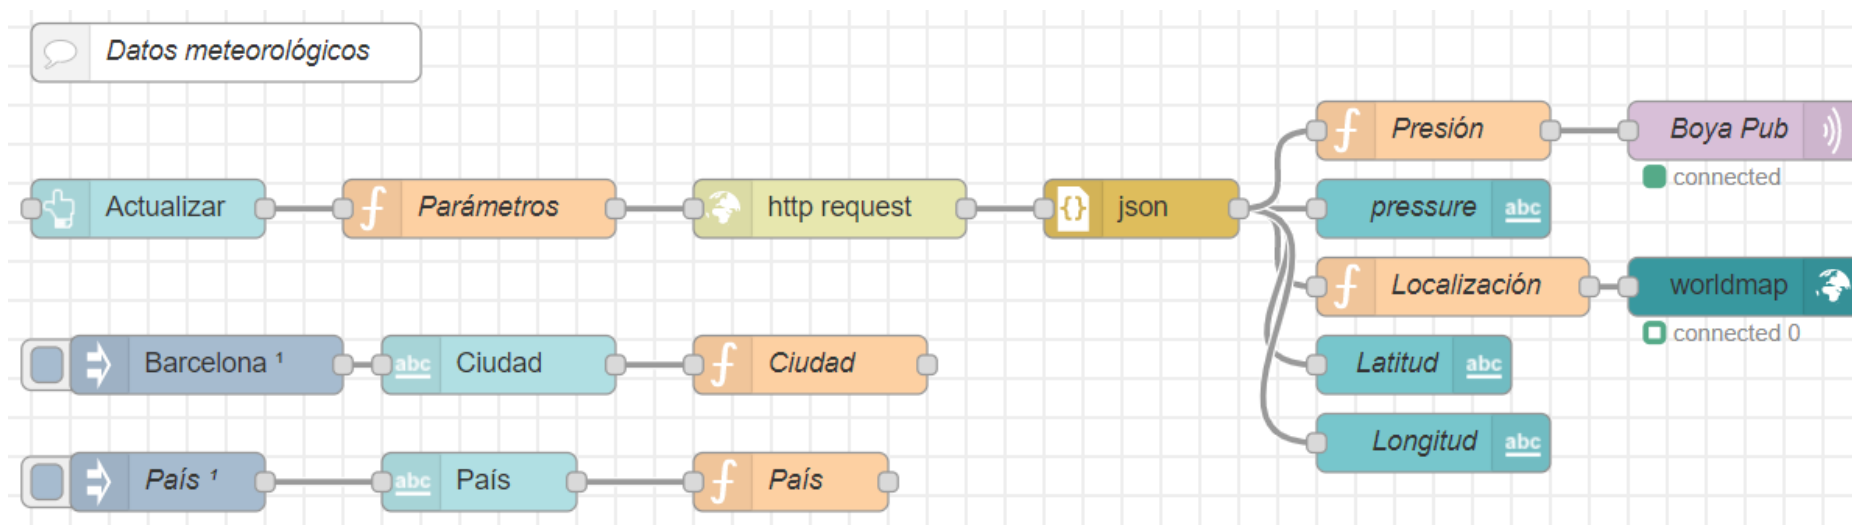 Datos meteorológicos
Presión
Boya Pub
connected
Actualizar
Parámetros
http request
json
pressure
abc
Localización
worldmap
connected 0
Barcelona ¹
abc
Ciudad
Ciudad
Latitud
abc
Longitud
abc
País ¹
abc
País
País